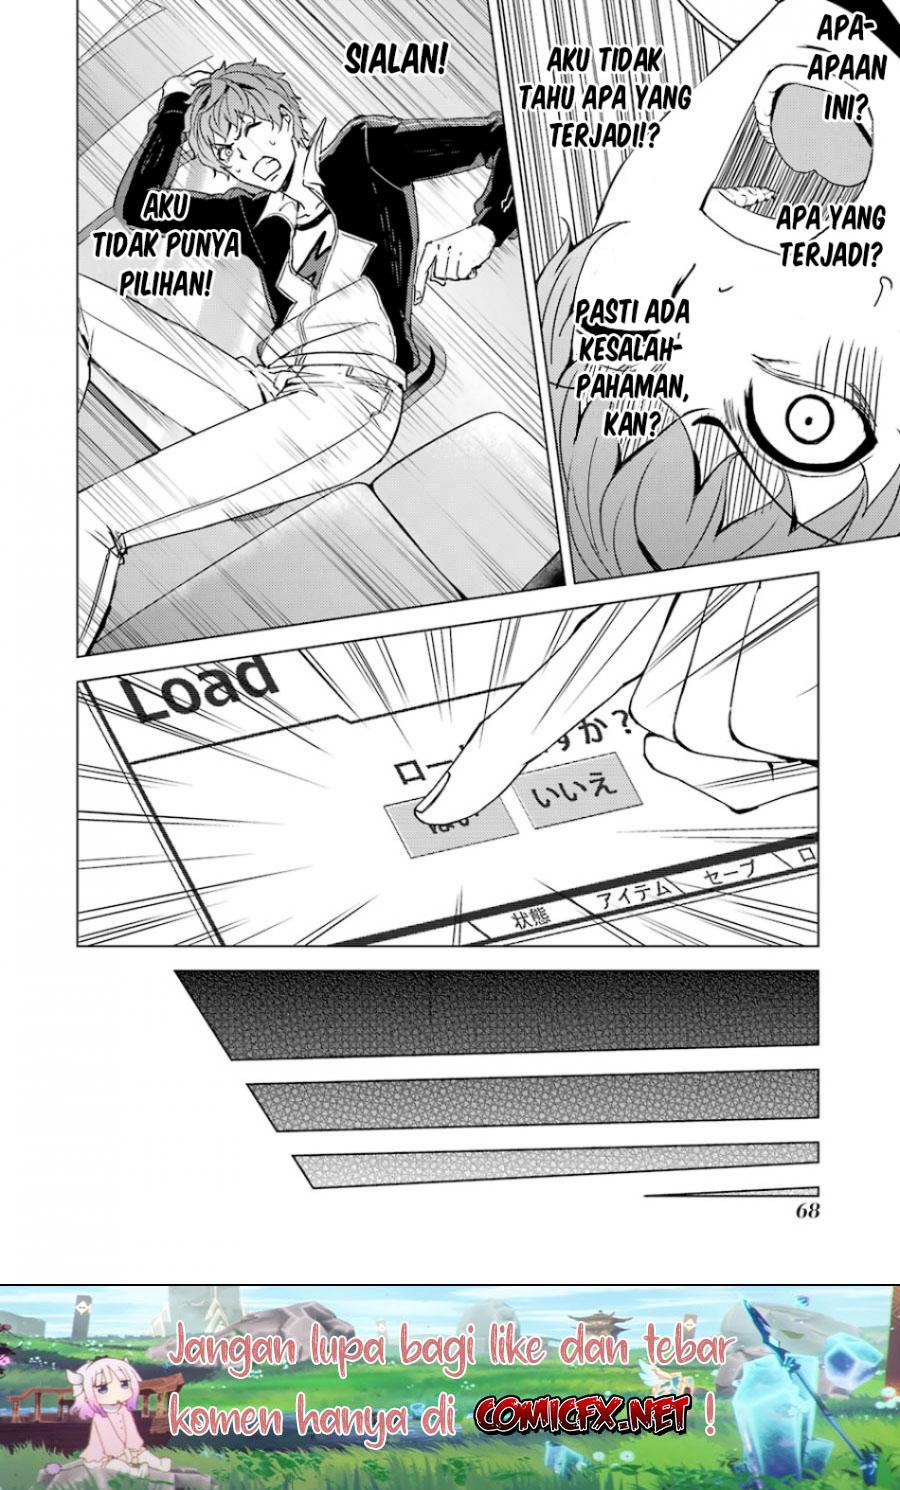 APA-
APAAN
INI?
APA YANG
TERJADI?
AKU TIDAK
TAHU APA YANG
TERJADI!?
PASTI ADA
KESALAH-
PAHAMAN,
KAN?
SIALAN!
AKU
TIDAK PUNYA
PILIHAN!
Load
すか?
いいえ
状態
アイテム
セーブ
68
Jangan lupa bagi like dan tebar
komen hanya di COMICFX.NET !